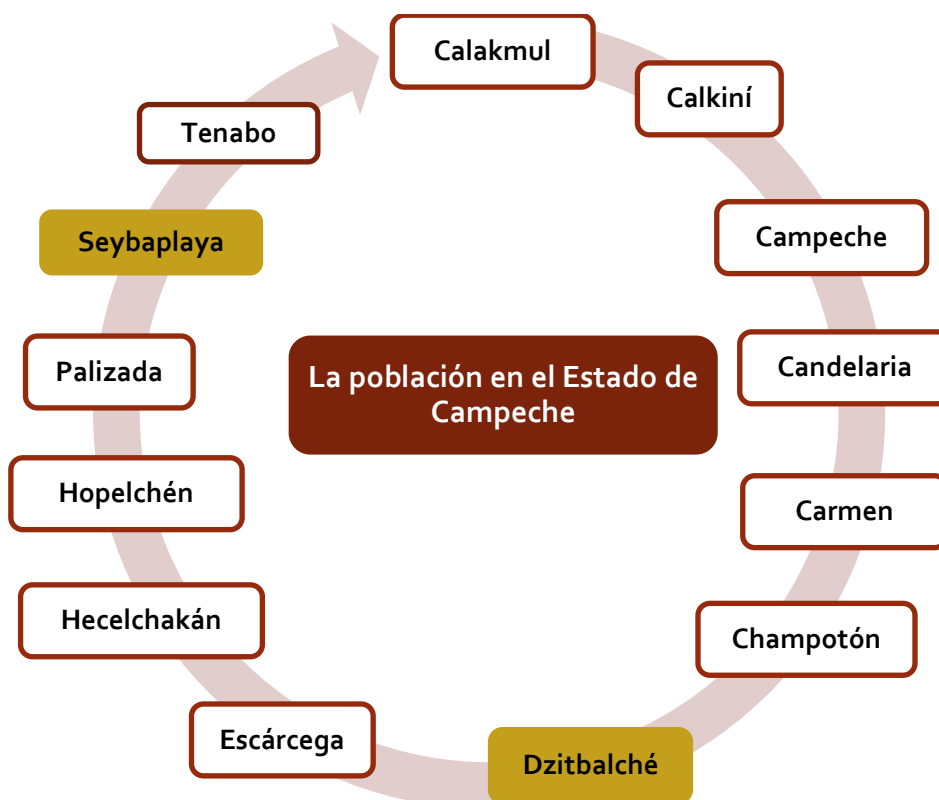 Calakmul
Calkiní
Campeche
Candelaria
Carmen
Champotón
Dzitbalché
Escárcega
Hecelchakán
Hopelchén
Palizada
Seybaplaya
Tenabo
La población en el Estado de
Campeche